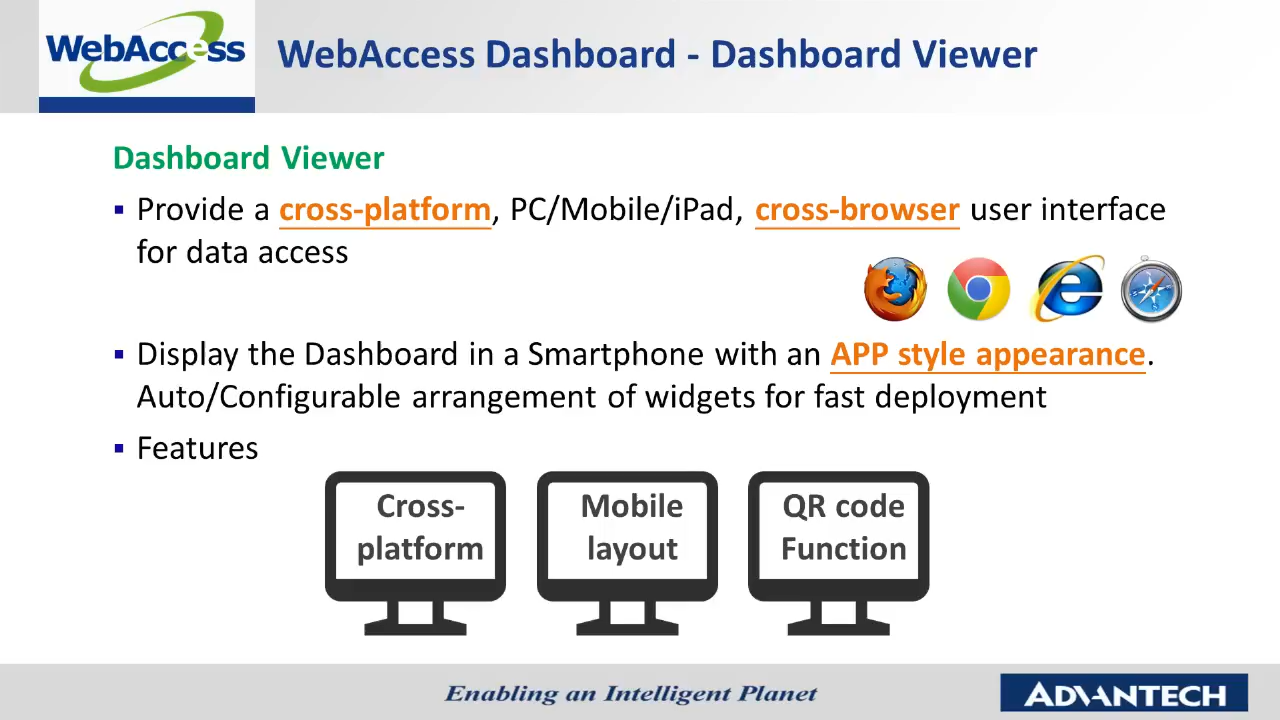 WebAccess
WebAccess Dashboard - Dashboard Viewer
Dashboard Viewer
▪ Provide a cross-platform, PC/Mobile/iPad, cross-browser user interface
for data access
▪ Display the Dashboard in a Smartphone with an APP style appearance.
Auto/Configurable arrangement of widgets for fast deployment
▪ Features
Cross-
platform
Mobile
layout
QR code
Function
Enabling an Intelligent Planet
ADVANTECH